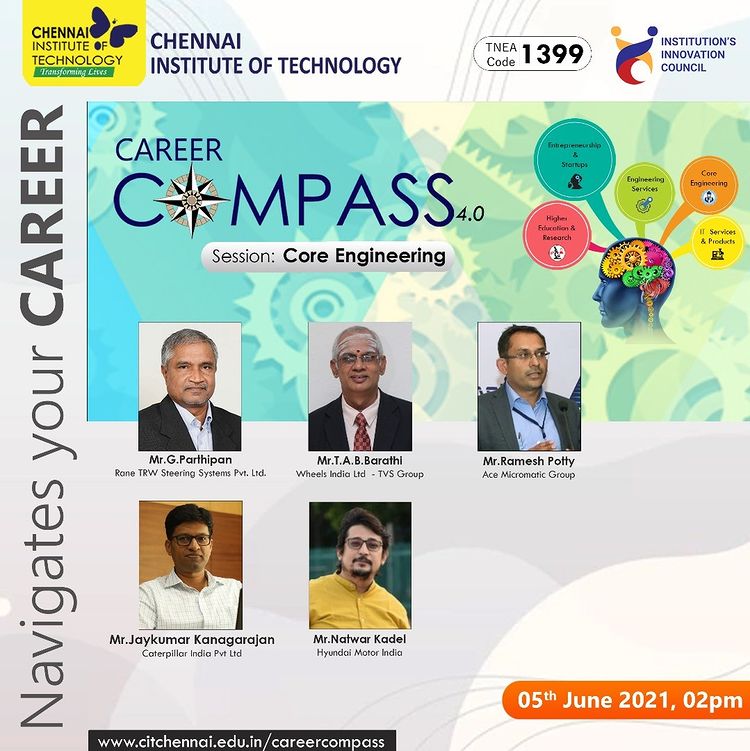 CHENNAI
INSTITUTE OF
TECHNOLOGY
Transforming Lives
CHENNAI
INSTITUTE OF TECHNOLOGY
TNEA
Code 1399
INSTITUTION'S
INNOVATION
COUNCIL
Navigates your CAREER
CAREER
COMPASS 4.0
Session: Core Engineering
Entrepreneurship
&
Startups
Engineering
Services
Core
Engineering
Higher
Education &
Research
IT Services
& Products
Mr.G.Parthipan
Rane TRW Steering Systems Pvt. Ltd.
Mr.T.A.B.Barathi
Wheels India Ltd - TVS Group
Mr.Ramesh Potty
Ace Micromatic Group
Mr.Jaykumar Kanagarajan
Caterpillar India Pvt Ltd
Mr.Natwar Kadel
Hyundai Motor India
05th June 2021, 02pm
www.citchennai.edu.in/careercompass